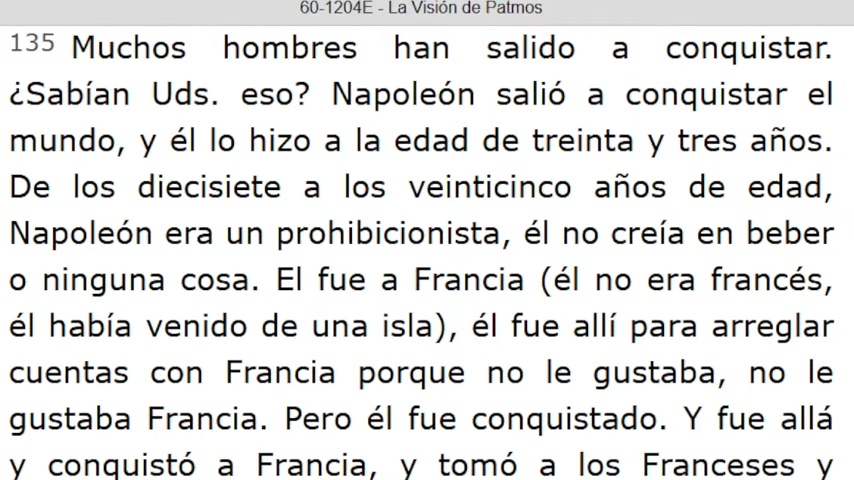 60-1204E - La Visión de Patmos
135 Muchos hombres han salido a conquistar.
¿Sabían Uds. eso? Napoleón salió a conquistar el
mundo, y él lo hizo a la edad de treinta y tres años.
De los diecisiete a los veinticinco años de edad,
Napoleón era un prohibicionista, él no creía en beber
o ninguna cosa. El fue a Francia (él no era francés,
él había venido de una isla), él fue allí para arreglar
cuentas con Francia porque no le gustaba, no le
gustaba Francia. Pero él fue conquistado. Y fue allá
y conquistó a Francia, y tomó a los Franceses y